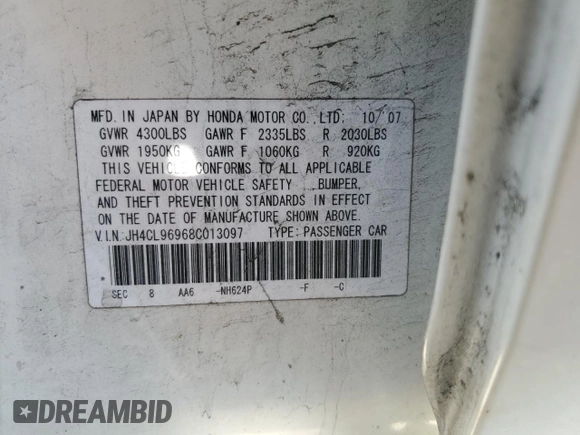 MFD. IN JAPAN BY HONDA MOTOR CO., LTD: 10/07
GVWR 4300LBS GAWR F 2335LBS R 2030LBS
GVWR 1950KG GAWR F 1060KG R 920KG
THIS VEHICLE CONFORMS TO ALL APPLICABLE
FEDERAL MOTOR VEHICLE SAFETY BUMPER,
AND THEFT PREVENTION STANDARDS IN EFFECT
ON THE DATE OF MANUFACTURE SHOWN ABOVE.
V.I.N.:JH4CL96968C013097 TYPE: PASSENGER CAR
SEC 8 AA6 -NH624P -F -C
DREAMBID